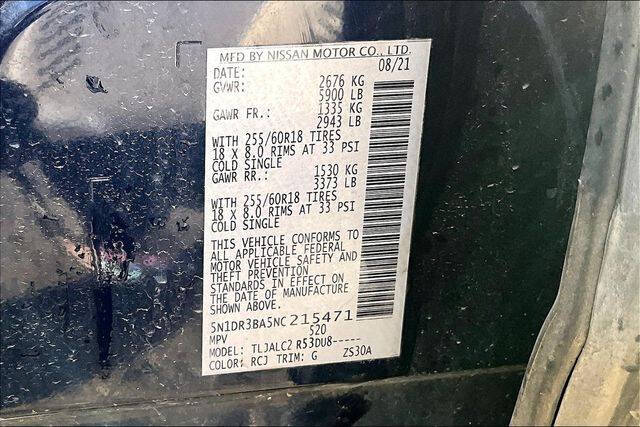 MFD BY NISSAN MOTOR CO., LTD.
DATE: 08/21
GVWR: 2676 KG
5900 LB
GAWR FR.: 1335 KG
2943 LB
WITH 255/60R18 TIRES
18 X 8.0 RIMS AT 33 PSI
COLD SINGLE
GAWR RR.: 1530 KG
3373 LB
WITH 255/60R18 TIRES
18 X 8.0 RIMS AT 33 PSI
COLD SINGLE
THIS VEHICLE CONFORMS TO
ALL APPLICABLE FEDERAL
MOTOR VEHICLE SAFETY AND
THEFT PREVENTION
STANDARDS IN EFFECT ON
THE DATE OF MANUFACTURE
SHOWN ABOVE.
5N1DR3BA5NC215471
MPV 520
MODEL: TLJALC2 R53DU8-----
COLOR: RCJ TRIM: G ZS30A